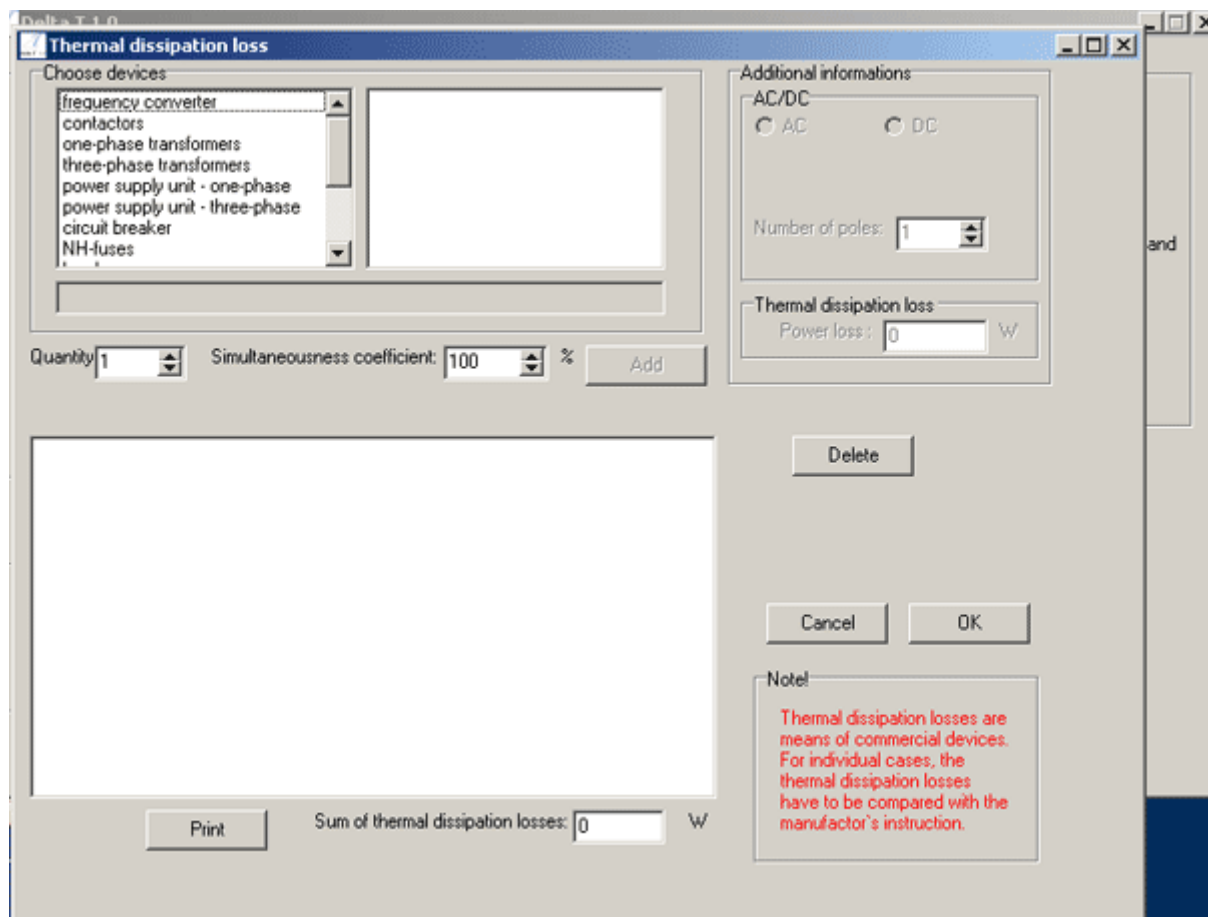 Delta T 1.0
Thermal dissipation loss
Choose devices
frequency converter
contactors
one-phase transformers
three-phase transformers
power supply unit - one-phase
power supply unit - three-phase
circuit breaker
NH-fuses
Additional informations
AC/DC
AC DC
Number of poles: 1
and
Thermal dissipation loss
Power loss : 0 W
Quantity 1 Simultaneousness coefficient: 100 % Add
Delete
Cancel OK
Note!
Thermal dissipation losses are
means of commercial devices.
For individual cases, the
thermal dissipation losses
have to be compared with the
manufactor`s instruction.
Print Sum of thermal dissipation losses: 0 W